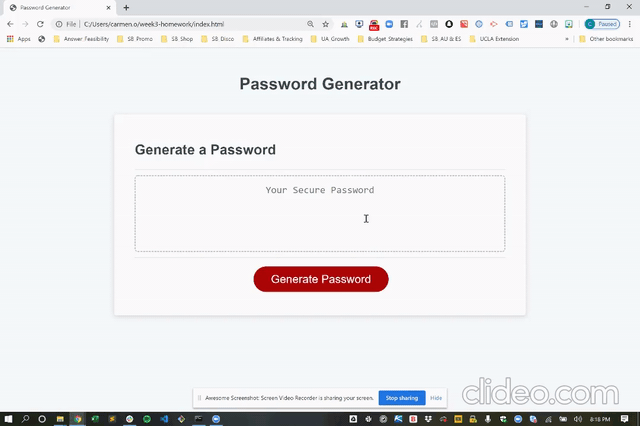 Password Generator
File
C:/Users/carmen.o/week3-homework/index.html
Paused
Apps
Answer Feasibility
SB Promo
SB Shop
SB Disco
Affiliates & Tracking
UA Growth
Budget Strategies
SB AU & ES
UCLA Extension
»
Other bookmarks
Password Generator
Generate a Password
Your Secure Password
Generate Password
Awesome Screenshot: Screen Video Recorder is sharing your screen.
Stop sharing
Hide
clideo.com
8:18 PM